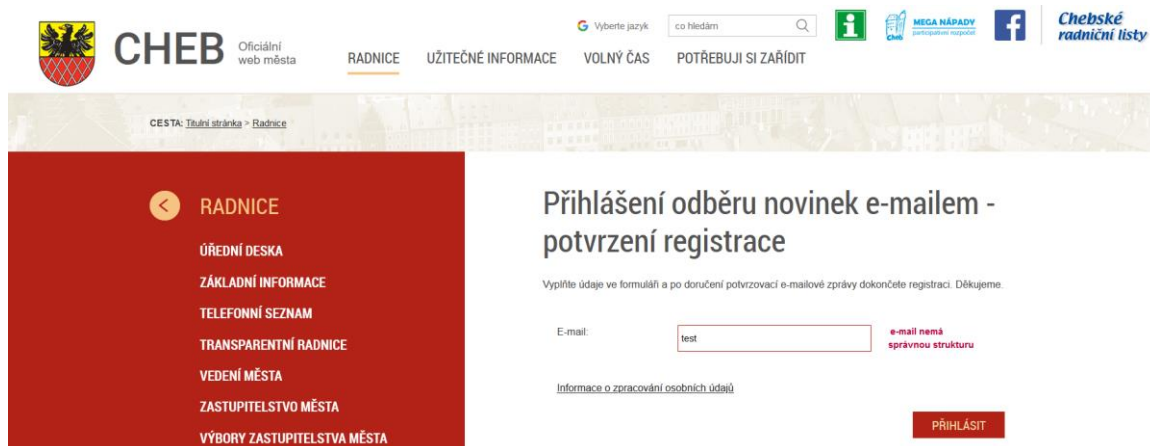 CHEB
Oficiální
web města
Vyberte jazyk
co hledám
i
Cheb
MEGA NÁPADY
participativní rozpočet
f
Chebské
radniční listy
RADNICE
UŽITEČNÉ INFORMACE
VOLNÝ ČAS
POTŘEBUJI SI ZAŘÍDIT
CESTA: Titulní stránka > Radnice
RADNICE
ÚŘEDNÍ DESKA
ZÁKLADNÍ INFORMACE
TELEFONNÍ SEZNAM
TRANSPARENTNÍ RADNICE
VEDENÍ MĚSTA
ZASTUPITELSTVO MĚSTA
VÝBORY ZASTUPITELSTVA MĚSTA
Přihlášení odběru novinek e-mailem -
potvrzení registrace
Vyplňte údaje ve formuláři a po doručení potvrzovací e-mailové zprávy dokončete registraci. Děkujeme.
E-mail:
test
e-mail nemá
správnou strukturu
Informace o zpracování osobních údajů
PŘIHLÁSIT